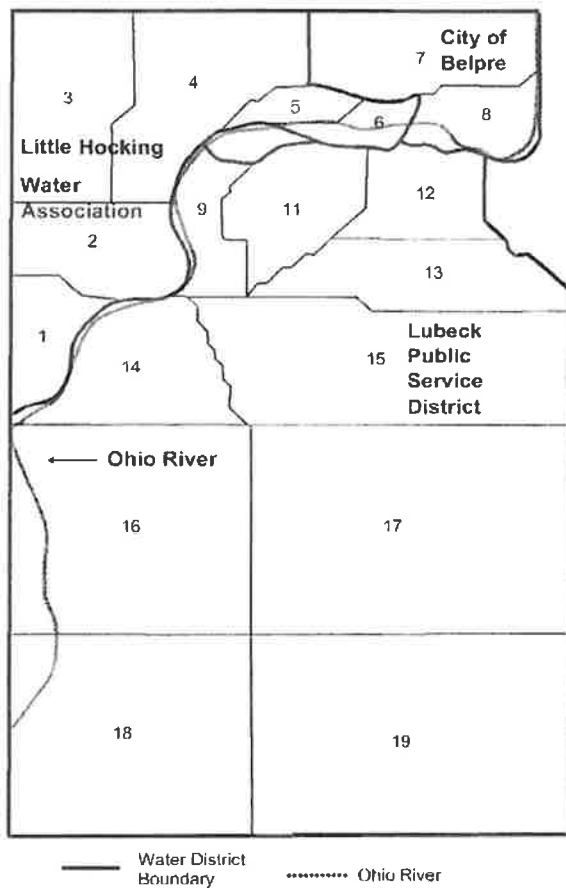 7
City of
Belpre
3
4
5
6
8
Little Hocking
Water
Association
9
11
12
2
13
1
14
15
Lubeck
Public
Service
District
Ohio River
16
17
18
19
Water District
Boundary
Ohio River